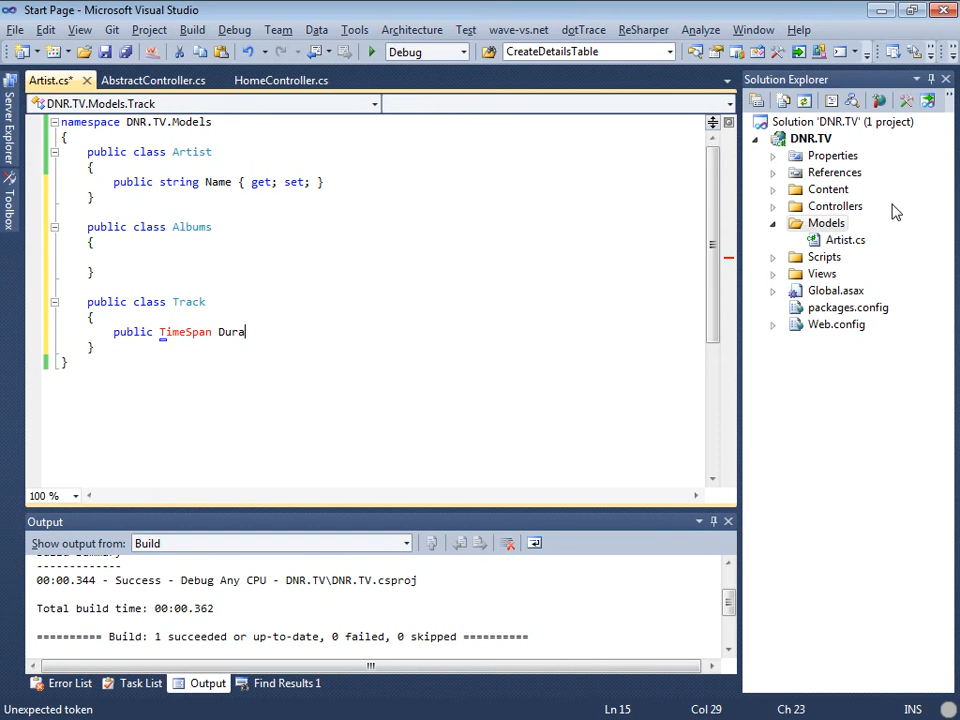 Start Page - Microsoft Visual Studio
File Edit View Git Project Build Debug Team Data Tools Architecture Test wave-vs.net dotTrace ReSharper Analyze Window Help
Debug CreateDetailsTable
Artist.cs* AbstractController.cs HomeController.cs
DNR.TV.Models.Track
Server Explorer
Toolbox
namespace DNR.TV.Models
{
public class Artist
{
public string Name { get; set; }
}
public class Albums
{
}
public class Track
{
public TimeSpan Dura
}
}
100 %
Solution Explorer
Solution 'DNR.TV' (1 project)
DNR.TV
Properties
References
Content
Controllers
Models
Artist.cs
Scripts
Views
Global.asax
packages.config
Web.config
Output
Show output from: Build
Build Summary
-------------
00:00.344 - Success - Debug Any CPU - DNR.TV\DNR.TV.csproj
Total build time: 00:00.362
========== Build: 1 succeeded or up-to-date, 0 failed, 0 skipped ==========
Error List Task List Output Find Results 1
Unexpected token Ln 15 Col 29 Ch 23 INS